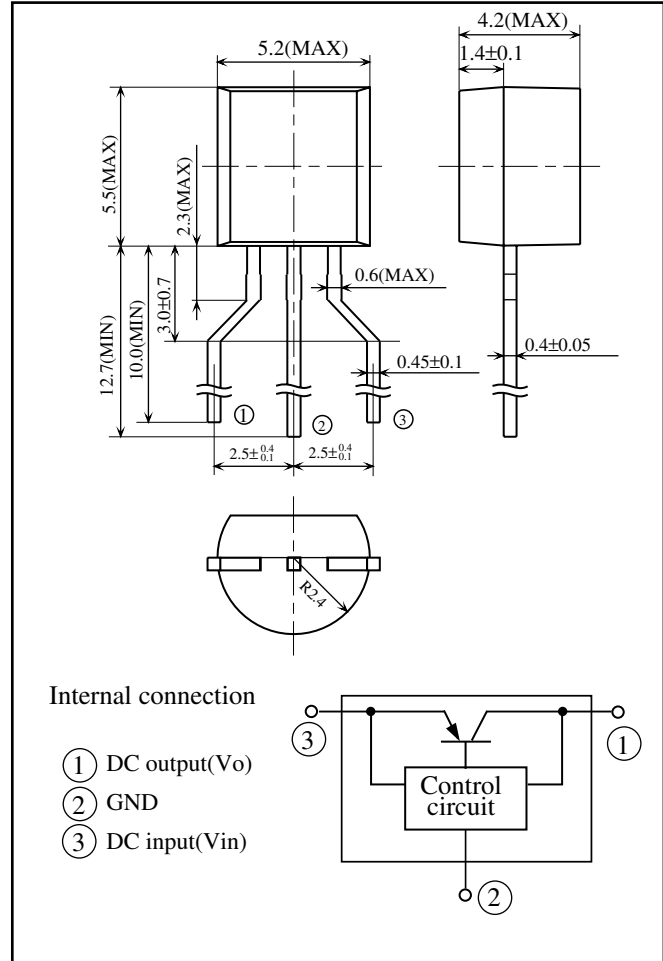 4.2(MAX)
5.2(MAX)
1.4±0.1
5.5(MAX)
2.3(MAX)
12.7(MIN)
10.0(MIN)
3.0±0.7
0.6(MAX)
0.45±0.1
0.4±0.05
① ② ③
2.5±0.4 0.1 2.5±0.4 0.1
R2.4
Internal connection
① DC output(Vo)
② GND
③ DC input(Vin)
③ ①
Control
circuit
②